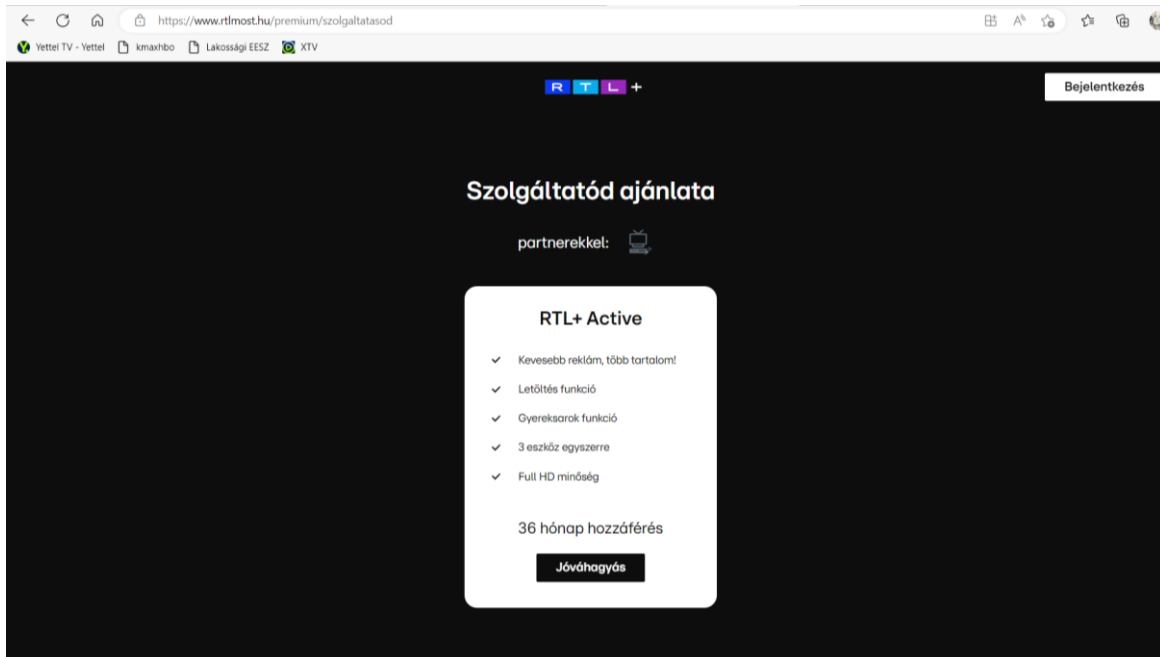 https://www.rtlmost.hu/premium/szolgaltatasod
Yettel TV - Yettel kmaxhbo Lakossági EESZ XTV
RTL+ Bejelentkezés
Szolgáltatód ajánlata
partnerekkel:
RTL+ Active
Kevesebb reklám, több tartalom!
Letöltés funkció
Gyereksarok funkció
3 eszköz egyszerre
Full HD minőség
36 hónap hozzáférés
Jóváhagyás